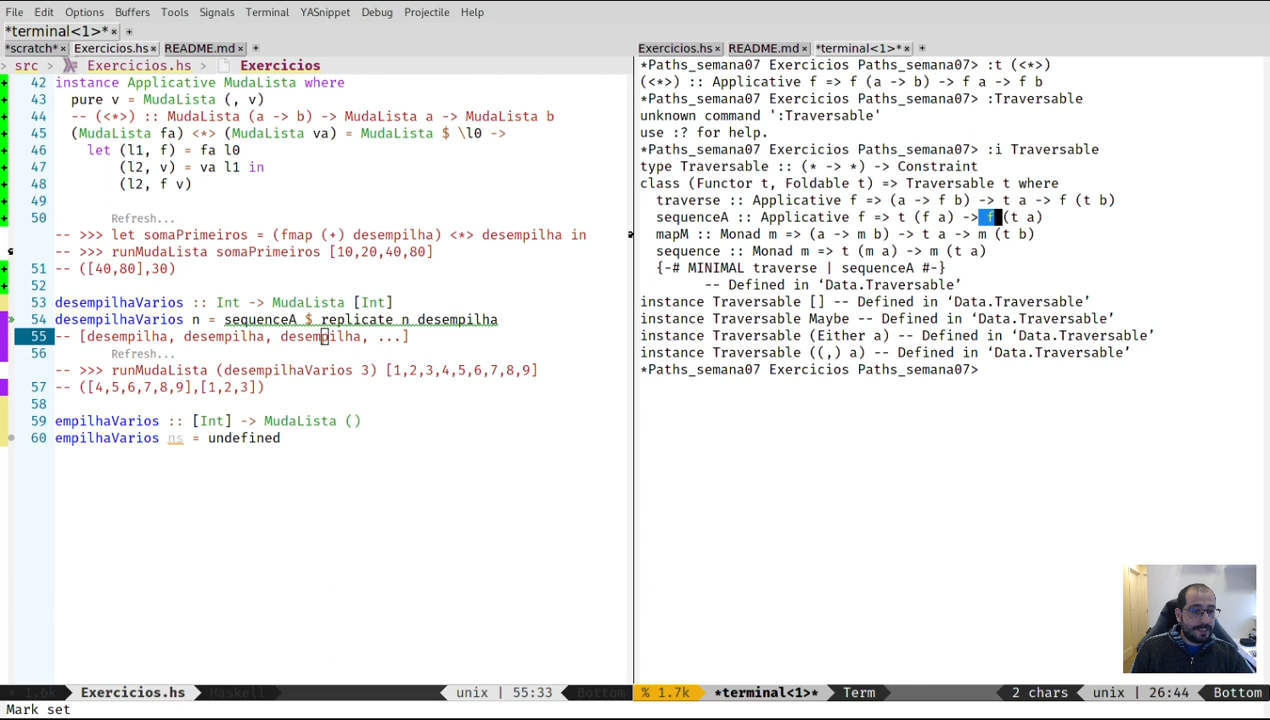 File Edit Options Buffers Tools Signals Terminal YASnippet Debug Projectile Help
*terminal<1>* × +
*scratch* × Exercicios.hs × README.md × +
> src > Exercicios.hs > Exercicios
42 instance Applicative MudaLista where
43 pure v = MudaLista (, v)
44 -- (<*>) :: MudaLista (a -> b) -> MudaLista a -> MudaLista b
45 (MudaLista fa) <*> (MudaLista va) = MudaLista $ \l0 ->
46 let (l1, f) = fa l0
47 (l2, v) = va l1 in
48 (l2, f v)
49
50 Refresh...
-- >>> let somaPrimeiros = (fmap (+) desempilha) <*> desempilha in
-- >>> runMudaLista somaPrimeiros [10,20,40,80]
51 -- ([40,80],30)
52
53 desempilhaVarios :: Int -> MudaLista [Int]
54 desempilhaVarios n = sequenceA $ replicate n desempilha
55 -- [desempilha, desempilha, desempilha, ...]
56 Refresh...
-- >>> runMudaLista (desempilhaVarios 3) [1,2,3,4,5,6,7,8,9]
57 -- ([4,5,6,7,8,9],[1,2,3])
58
59 empilhaVarios :: [Int] -> MudaLista ()
60 empilhaVarios ns = undefined
* 1.6k Exercicios.hs Haskell unix | 55:33 Bottom
Exercicios.hs × README.md × *terminal<1>* × +
*Paths_semana07 Exercicios Paths_semana07> :t (<*>)
(<*>) :: Applicative f => f (a -> b) -> f a -> f b
*Paths_semana07 Exercicios Paths_semana07> :Traversable
unknown command ':Traversable'
use :? for help.
*Paths_semana07 Exercicios Paths_semana07> :i Traversable
type Traversable :: (* -> *) -> Constraint
class (Functor t, Foldable t) => Traversable t where
traverse :: Applicative f => (a -> f b) -> t a -> f (t b)
sequenceA :: Applicative f => t (f a) -> f (t a)
mapM :: Monad m => (a -> m b) -> t a -> m (t b)
sequence :: Monad m => t (m a) -> m (t a)
{-# MINIMAL traverse | sequenceA #-}
-- Defined in ‘Data.Traversable’
instance Traversable [] -- Defined in ‘Data.Traversable’
instance Traversable Maybe -- Defined in ‘Data.Traversable’
instance Traversable (Either a) -- Defined in ‘Data.Traversable’
instance Traversable ((,) a) -- Defined in ‘Data.Traversable’
*Paths_semana07 Exercicios Paths_semana07>
% 1.7k *terminal<1>* Term 2 chars unix | 26:44 Bottom
Mark set